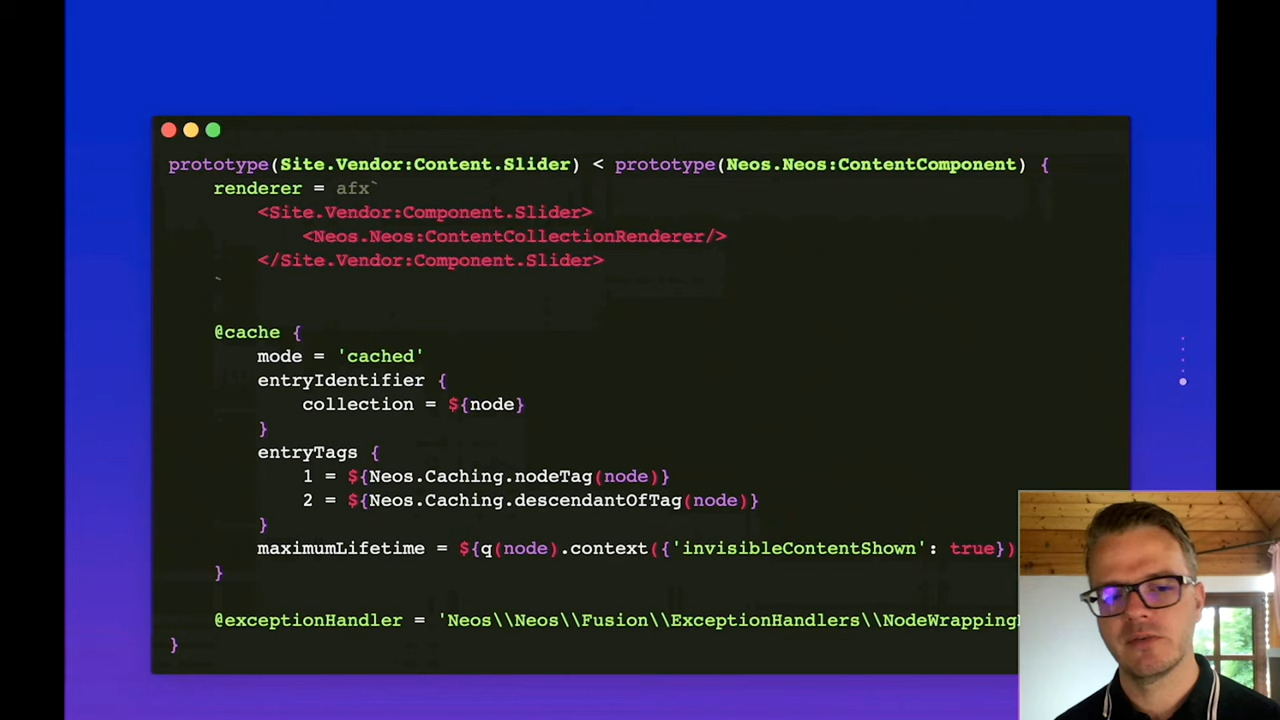 prototype(Site.Vendor:Content.Slider) < prototype(Neos.Neos:ContentComponent) {
renderer = afx`
<Site.Vendor:Component.Slider>
<Neos.Neos:ContentCollectionRenderer/>
</Site.Vendor:Component.Slider>
`
@cache {
mode = 'cached'
entryIdentifier {
collection = ${node}
}
entryTags {
1 = ${Neos.Caching.nodeTag(node)}
2 = ${Neos.Caching.descendantOfTag(node)}
}
maximumLifetime = ${q(node).context({'invisibleContentShown': true})
}
@exceptionHandler = 'Neos\\Neos\\Fusion\\ExceptionHandlers\\NodeWrapping
}